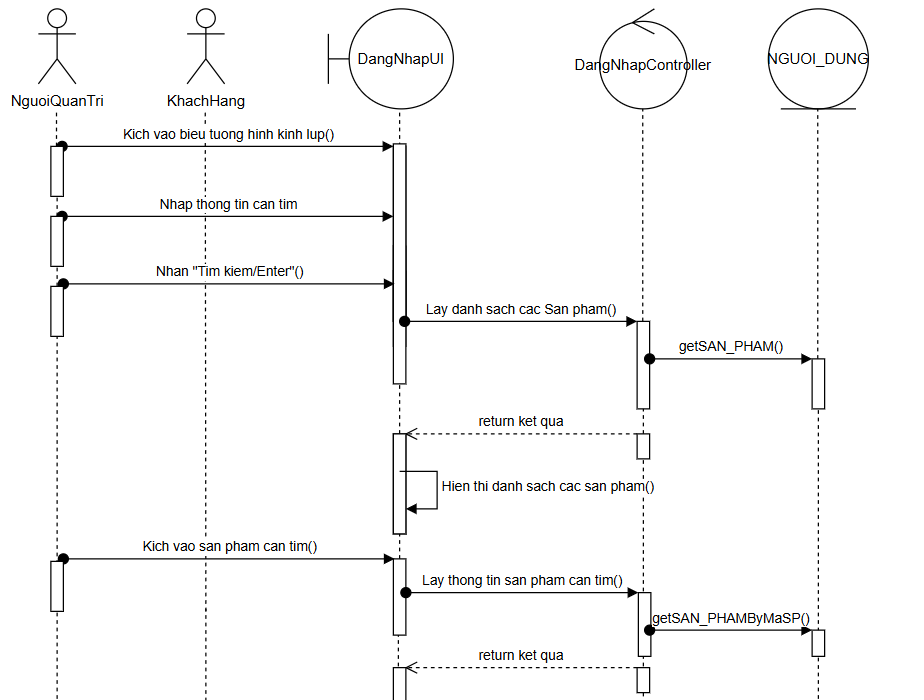 DangNhapUI
DangNhapController
NGUOI_DUNG
NguoiQuanTri
KhachHang
Kich vao bieu tuong hinh kinh lup()
Nhap thong tin can tim
Nhan "Tim kiem/Enter"()
Lay danh sach cac San pham()
getSAN_PHAM()
return ket qua
Hien thi danh sach cac san pham()
Kich vao san pham can tim()
Lay thong tin san pham can tim()
getSAN_PHAMByMaSP()
return ket qua